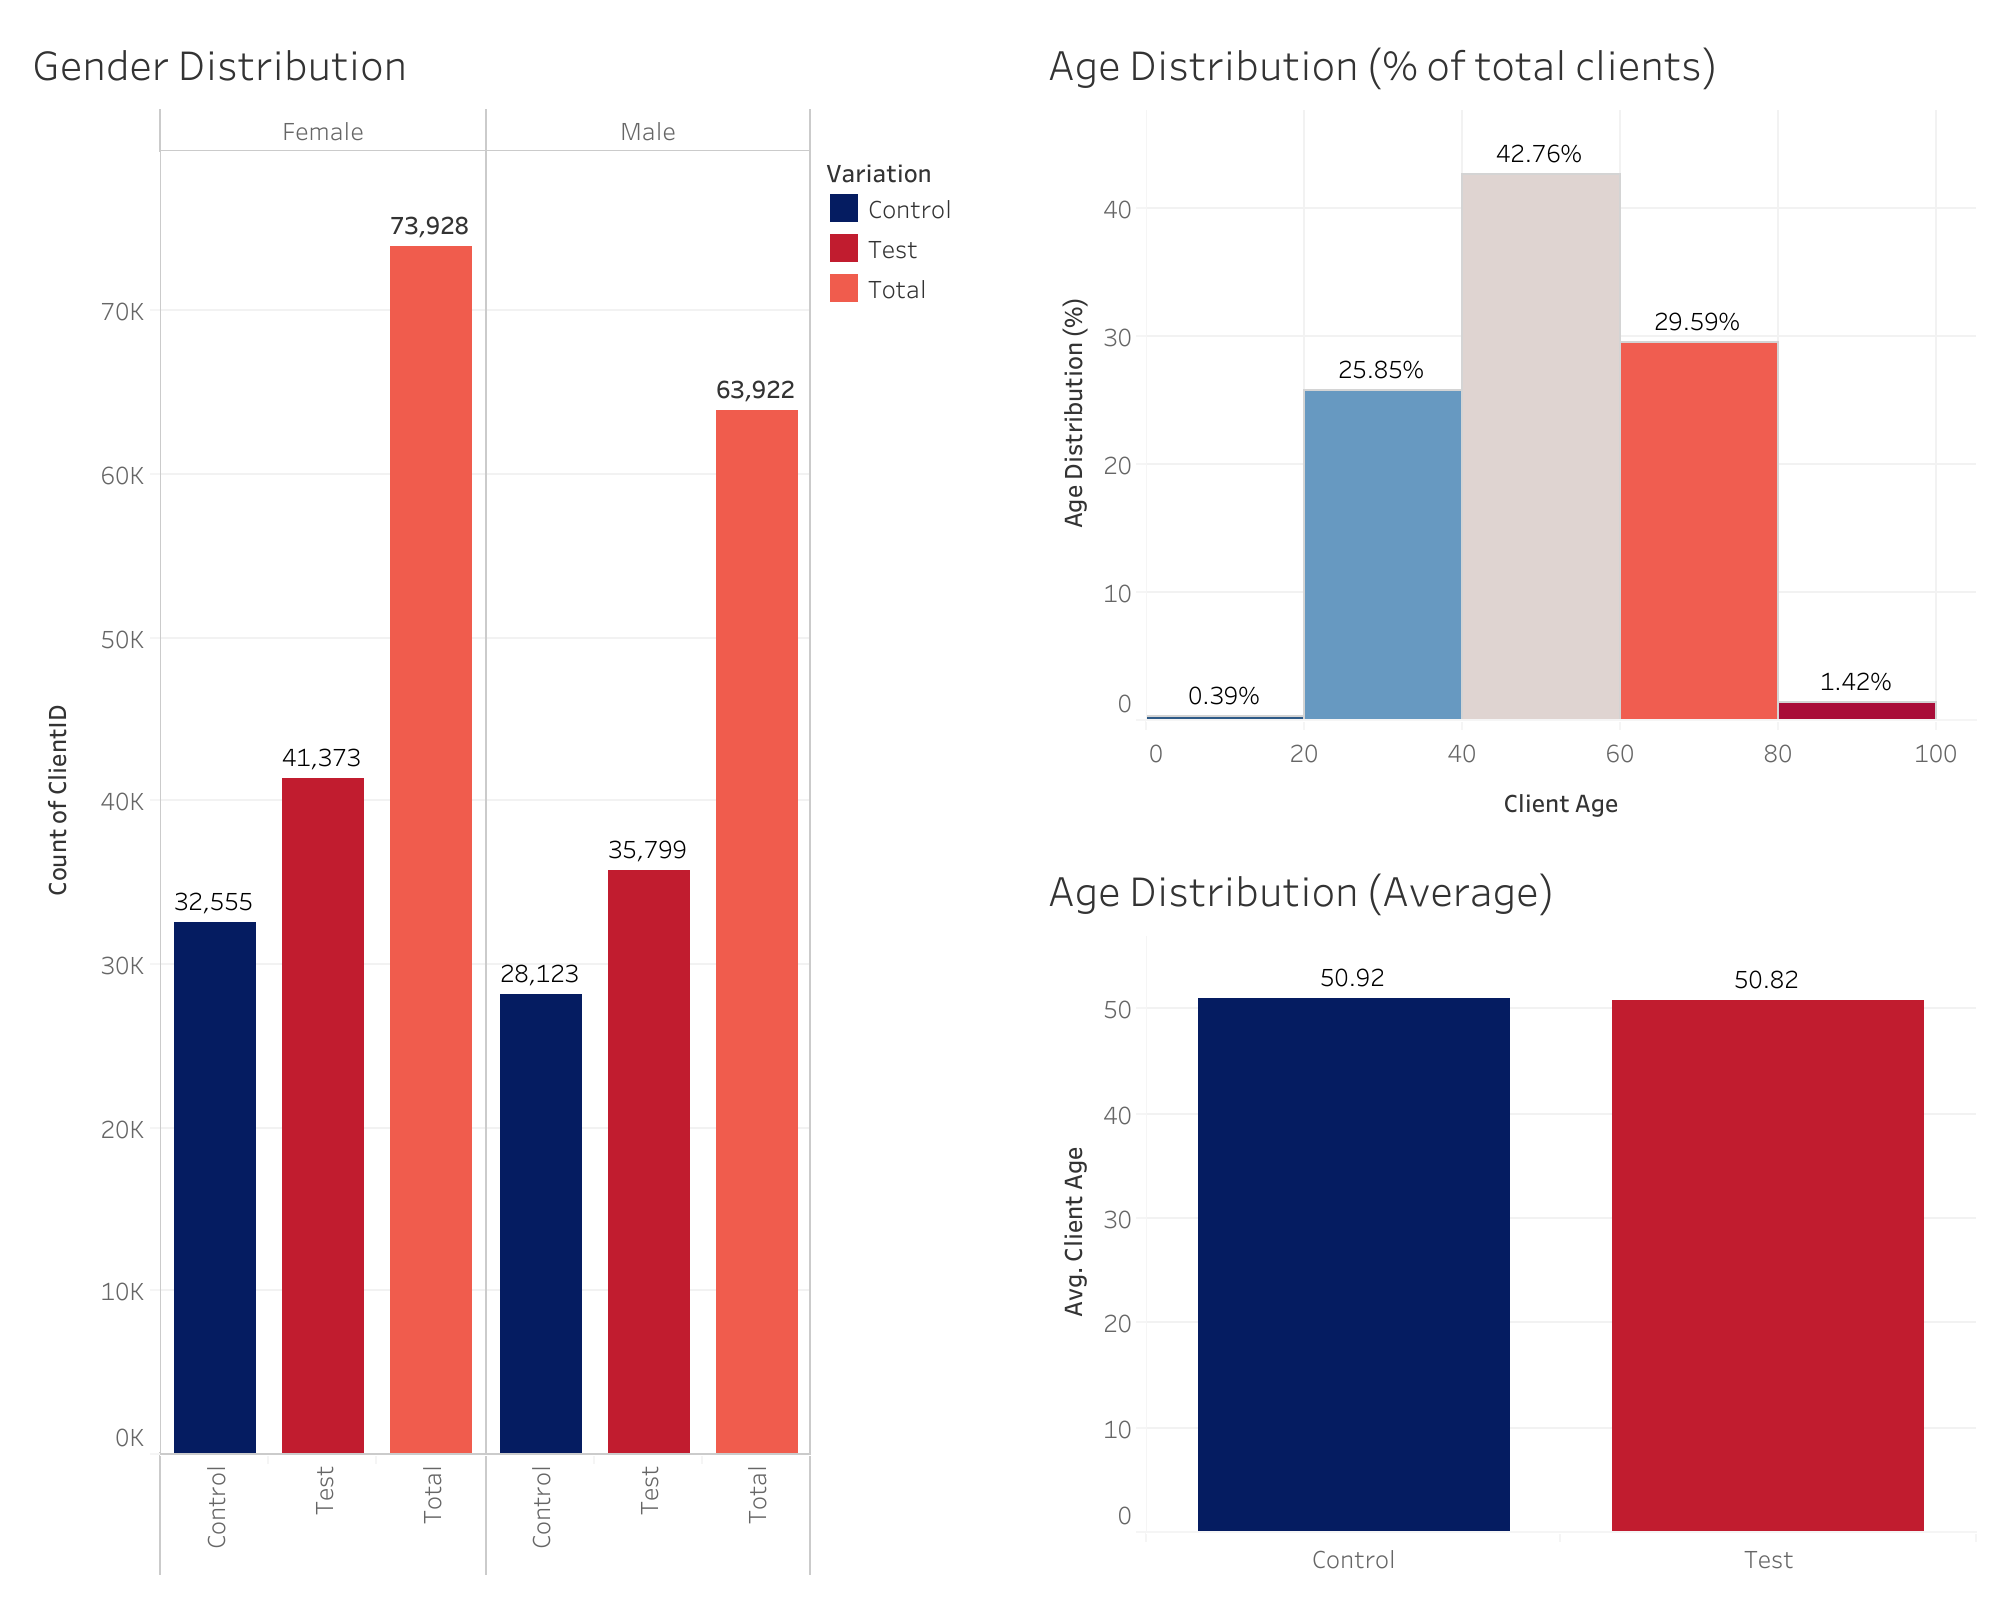 Gender Distribution
Female
Male
Variation
Control
Test
Total
73,928
63,922
41,373
35,799
32,555
28,123
70K
60K
50K
40K
30K
20K
10K
0K
Count of ClientID
Control
Test
Total
Control
Test
Total
Age Distribution (% of total clients)
42.76%
29.59%
25.85%
1.42%
0.39%
40
30
20
10
0
Age Distribution (%)
0
20
40
60
80
100
Client Age
Age Distribution (Average)
50.92
50.82
50
40
30
20
10
0
Avg. Client Age
Control
Test